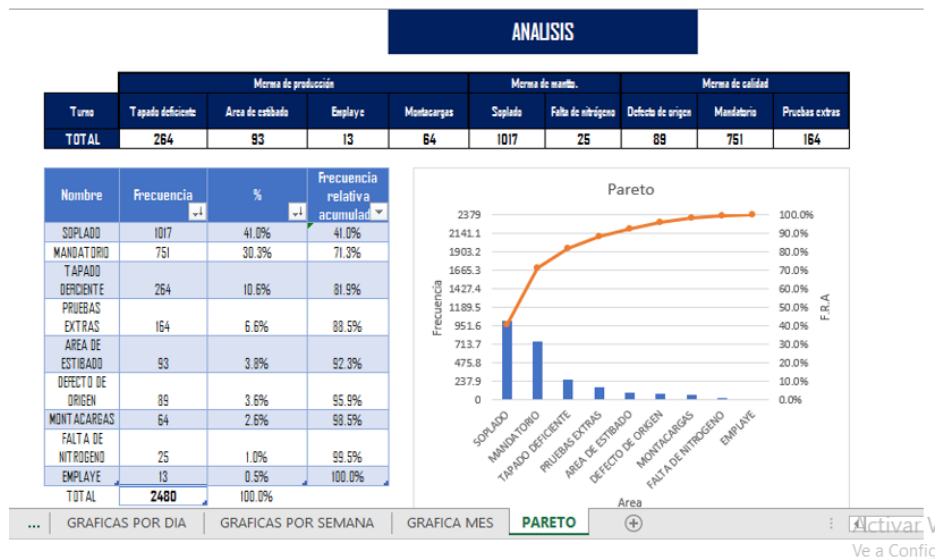 ANALISIS
Merma de producción Merma de mantto. Merma de calidad
Turno Tapado deficiente Area de estibado Emplaye Montacargas Soplado Falta de nitrógeno Defecto de origen Mandatorio Pruebas extras
TOTAL 264 93 13 64 1017 25 89 751 164
Nombre Frecuencia % Frecuencia relativa acumulad
SOPLADO 1017 41.0% 41.0%
MANDATORIO 751 30.3% 71.3%
TAPADO
DEFICIENTE 264 10.6% 81.9%
PRUEBAS
EXTRAS 164 6.6% 88.5%
AREA DE
ESTIBADO 93 3.8% 92.3%
DEFECTO DE
ORIGEN 89 3.6% 95.9%
MONTACARGAS 64 2.6% 98.5%
FALTA DE
NITROGENO 25 1.0% 99.5%
EMPLAYE 13 0.5% 100.0%
TOTAL 2480 100.0%
Pareto
Frecuencia
2379
2141.1
1903.2
1665.3
1427.4
1189.5
951.6
713.7
475.8
237.9
0
100.0%
90.0%
80.0%
70.0%
60.0%
50.0%
40.0%
30.0%
20.0%
10.0%
0.0%
F.R.A
SOPLADO
MANDATORIO
TAPADO DEFICIENTE
PRUEBAS EXTRAS
AREA DE ESTIBADO
DEFECTO DE ORIGEN
MONTACARGAS
FALTA DE NITROGENO
EMPLAYE
Area
... GRAFICAS POR DIA GRAFICAS POR SEMANA GRAFICA MES PARETO
Activar
Ve a Config